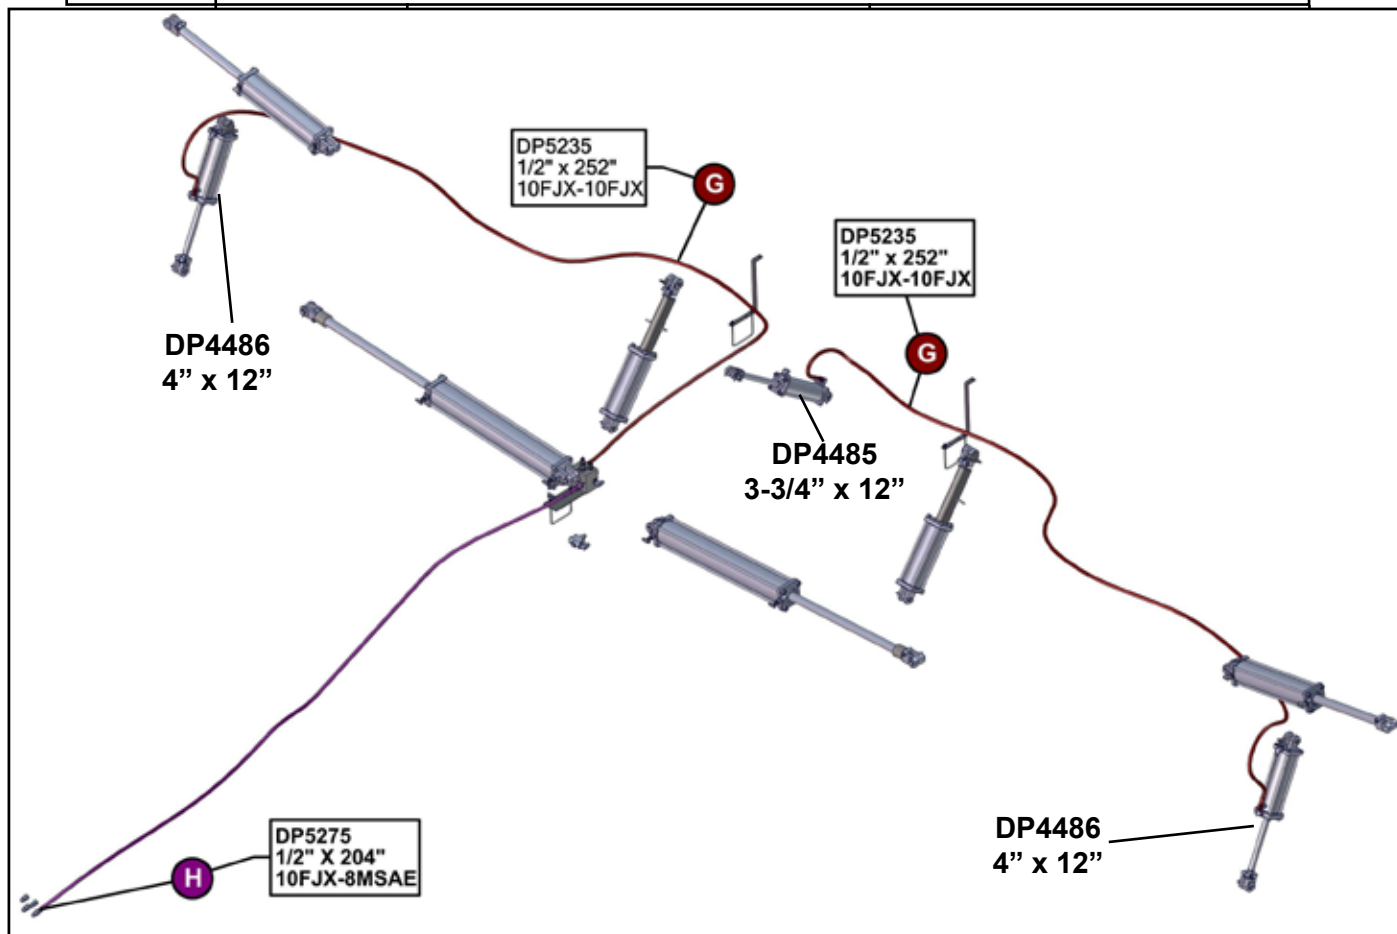 DP5235
1/2" x 252"
10FJX-10FJX
G
DP5235
1/2" x 252"
10FJX-10FJX
G
DP4486
4” x 12”
DP4485
3-3/4” x 12”
DP5275
1/2" X 204"
10FJX-8MSAE
H
DP4486
4” x 12”